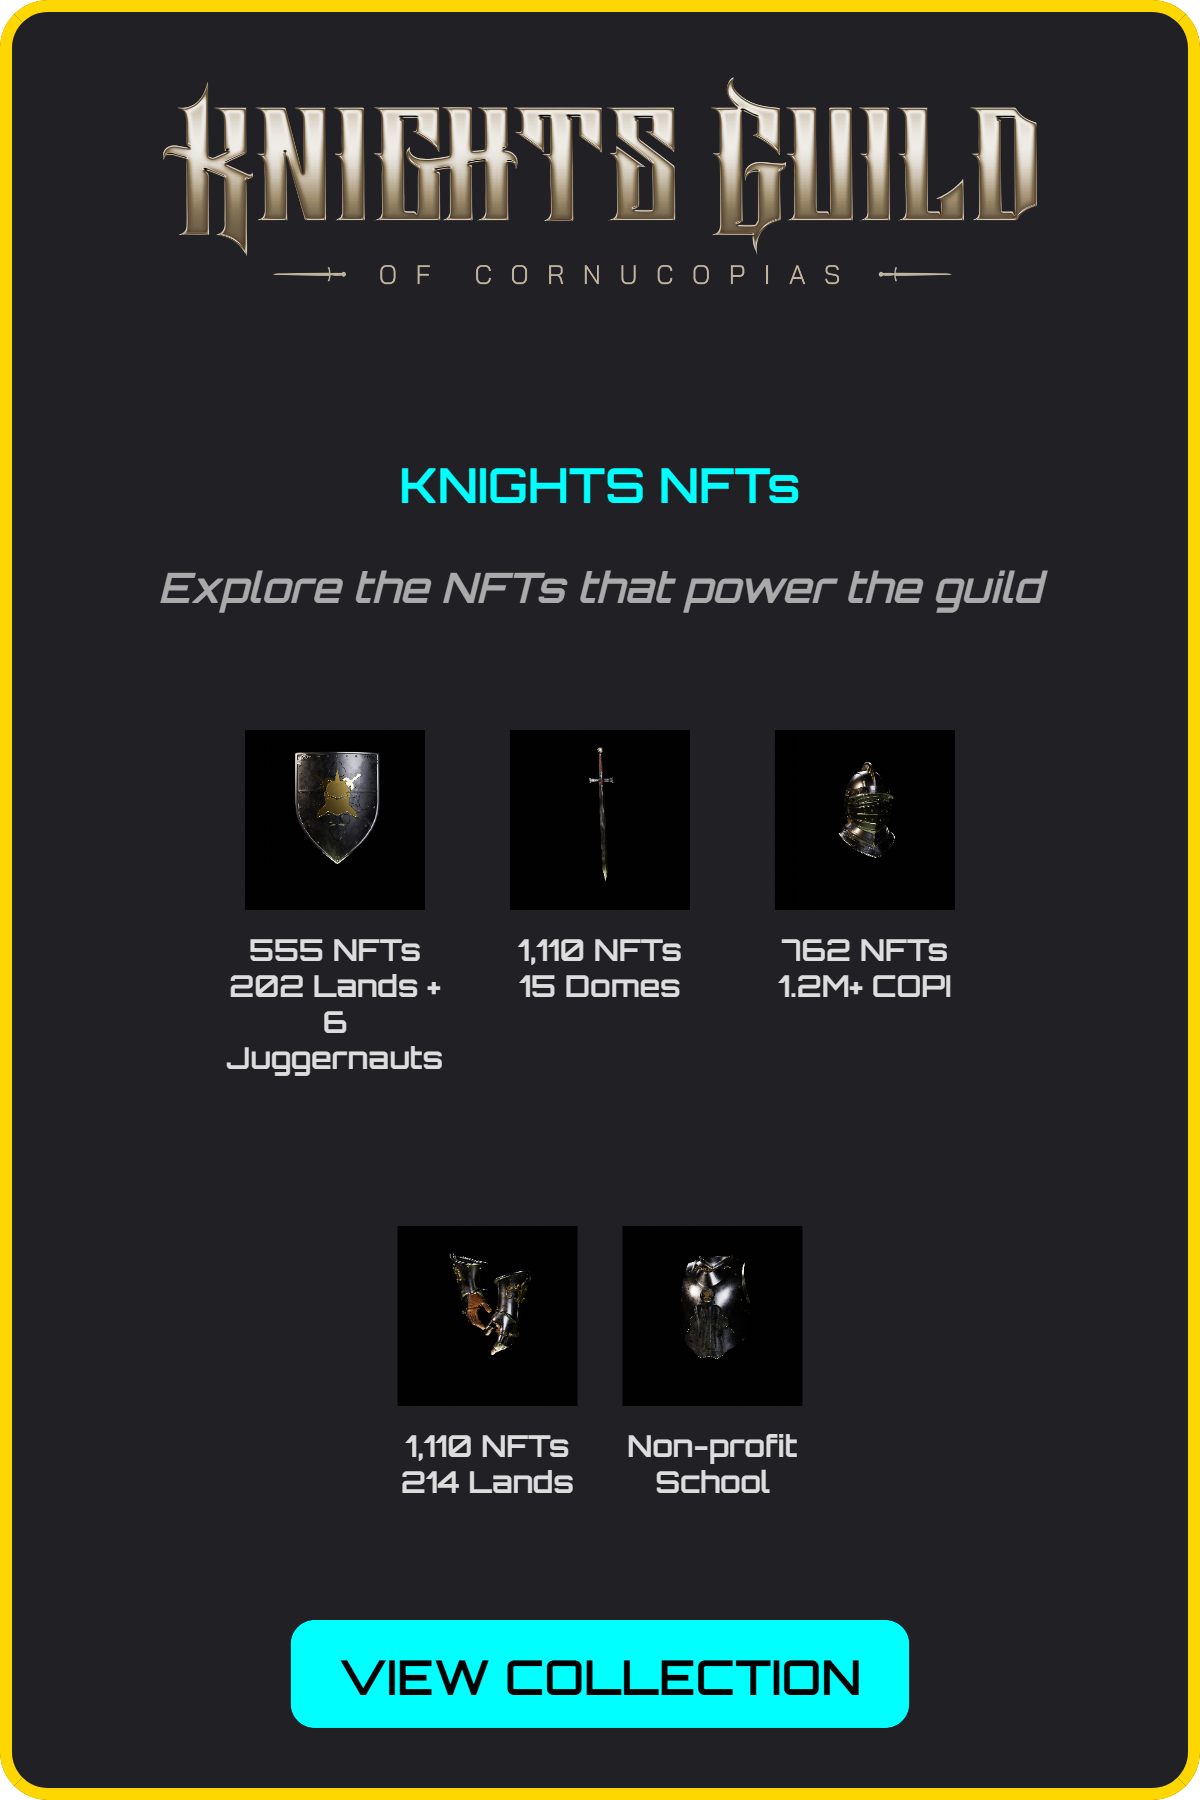 KNIGHTS GUILD
OF CORNUCOPIAS
KNIGHTS NFTs
Explore the NFTs that power the guild
555 NFTs
202 Lands +
6
Juggernauts
1,110 NFTs
15 Domes
762 NFTs
1.2M+ COPI
1,110 NFTs
214 Lands
Non-profit
School
VIEW COLLECTION